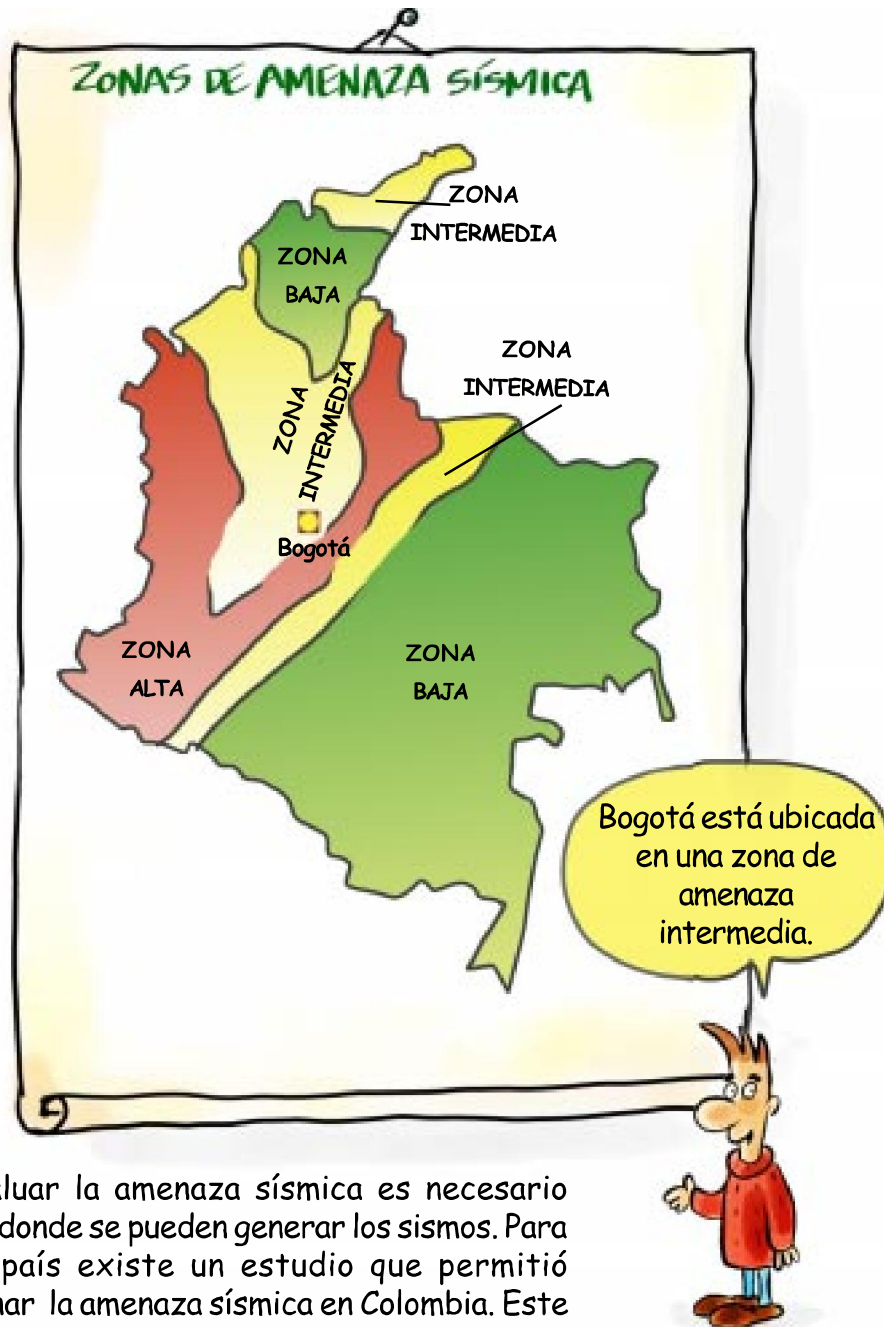 ZONAS DE AMENAZA SÍSMICA
ZONA
INTERMEDIA
ZONA
BAJA
ZONA
INTERMEDIA
ZONA
INTERMEDIA
Bogotá
ZONA
ALTA
ZONA
BAJA
Bogotá está ubicada
en una zona de
amenaza
intermedia.
la amenaza sísmica es necesario
donde se pueden generar los sismos. Para
país existe un estudio que permitió
la amenaza sísmica en Colombia. Este